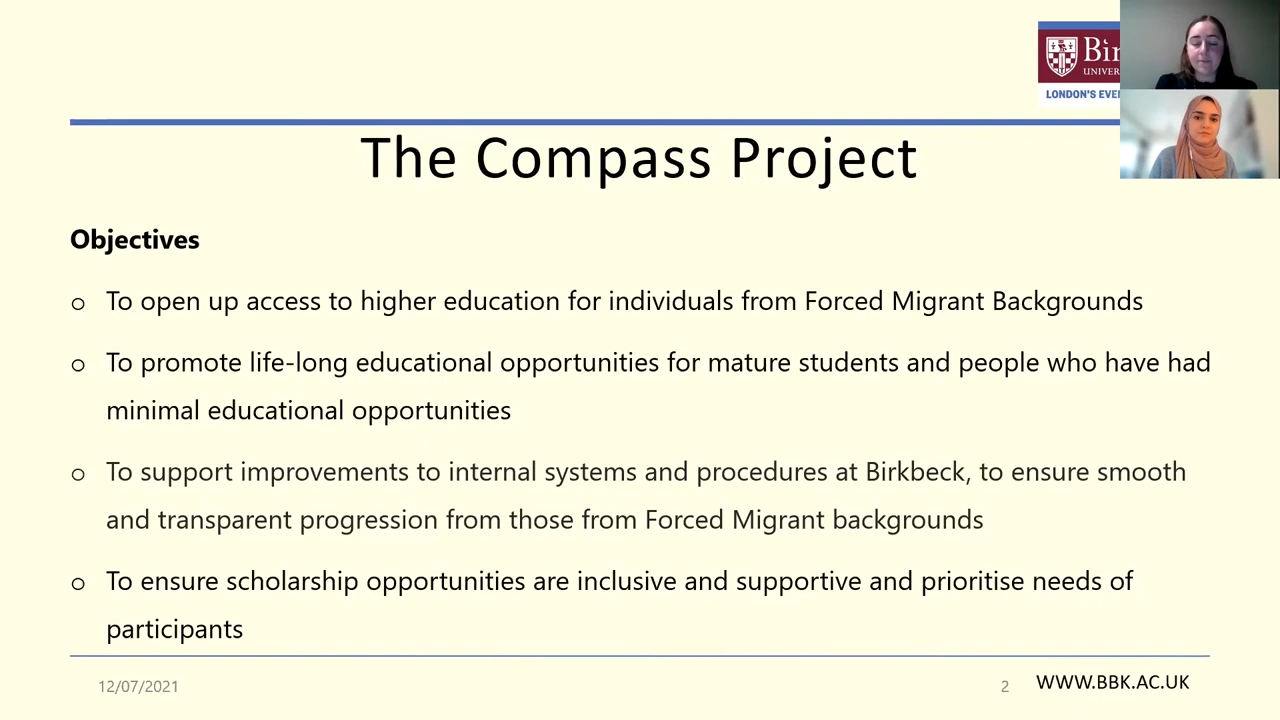 Bir
UNIVER
LONDON'S EVE
The Compass Project
Objectives
o To open up access to higher education for individuals from Forced Migrant Backgrounds
o To promote life-long educational opportunities for mature students and people who have had
minimal educational opportunities
o To support improvements to internal systems and procedures at Birkbeck, to ensure smooth
and transparent progression from those from Forced Migrant backgrounds
o To ensure scholarship opportunities are inclusive and supportive and prioritise needs of
participants
12/07/2021
2
WWW.BBK.AC.UK